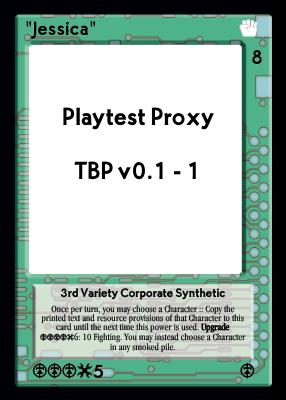 "Jessica"
8
Playtest Proxy
TBP v0.1 - 1
3rd Variety Corporate Synthetic
Once per turn, you may choose a Character :: Copy the
printed text and resource provisions of that Character to this
card until the next time this power is used. Upgrade
6: 10 Fighting. You may instead choose a Character
in any smoked pile.
5